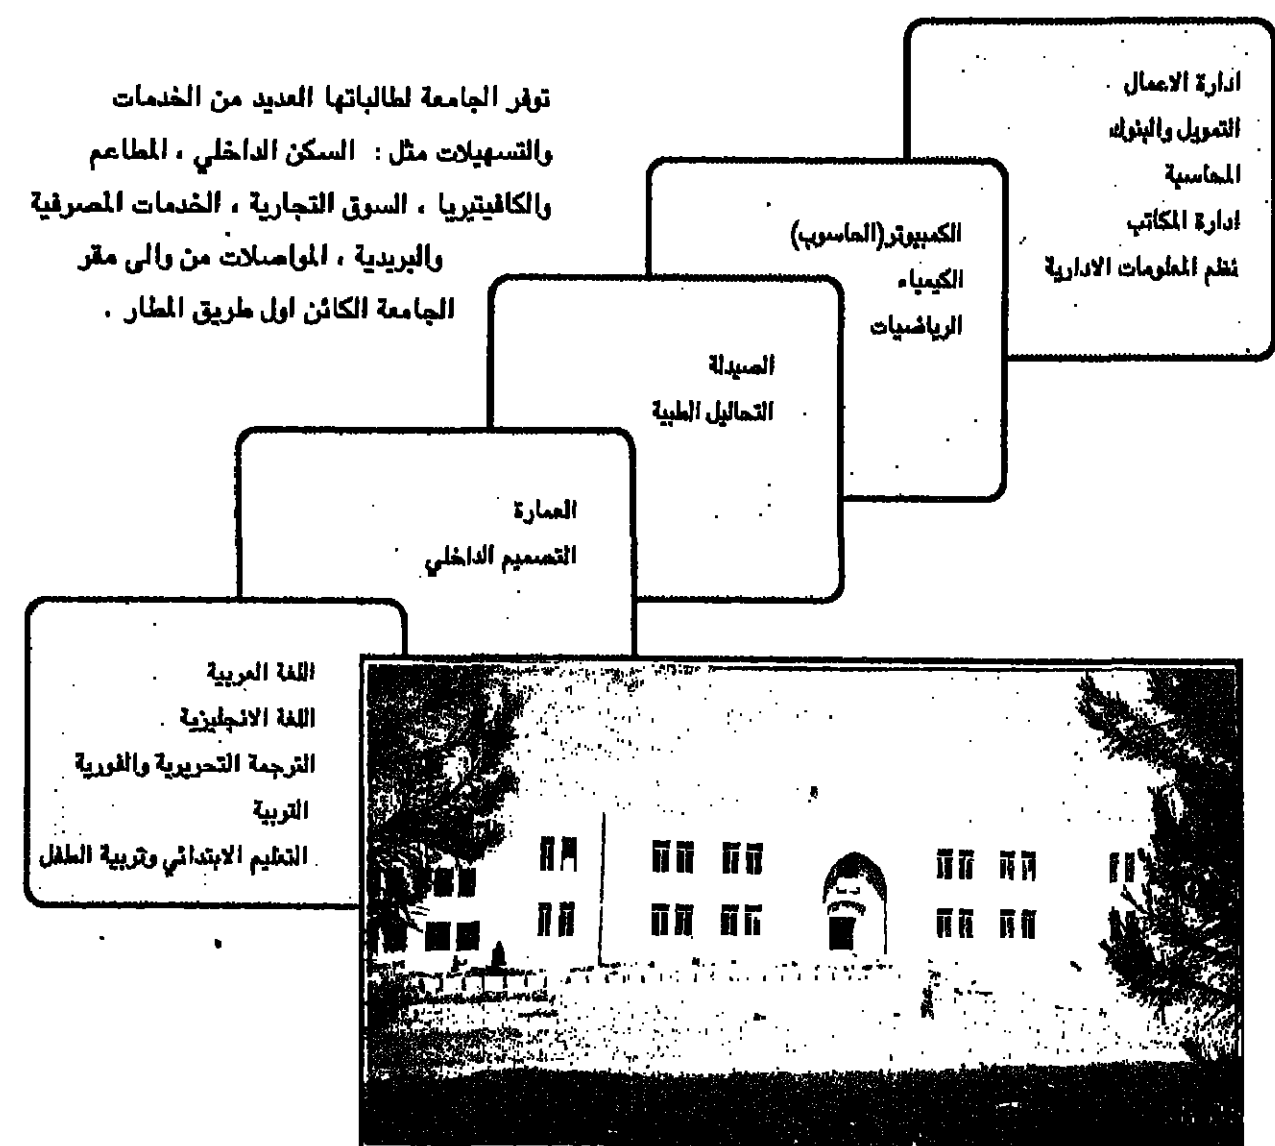 توفر الجامعة لطالباتها العديد من الخدمات
والتسهيلات مثل : السكن الداخلي ، المطاعم
والكافيتيريا ، السوق التجارية ، الخدمات المصرفية
والبريدية ، المواصلات من والى مقر
الجامعة الكائن اول طريق المطار .
ادارة الاعمال
التمويل والبنوك
المحاسبة
ادارة المكاتب
نظم المعلومات الادارية
الكمبيوتر(الحاسوب)
الكيمياء
الرياضيات
الصيدلة
التحاليل الطبية
العمارة
التصميم الداخلي
اللغة العربية
اللغة الانجليزية
الترجمة التحريرية والفورية
التربية
التعليم الابتدائي وتربية الطفل